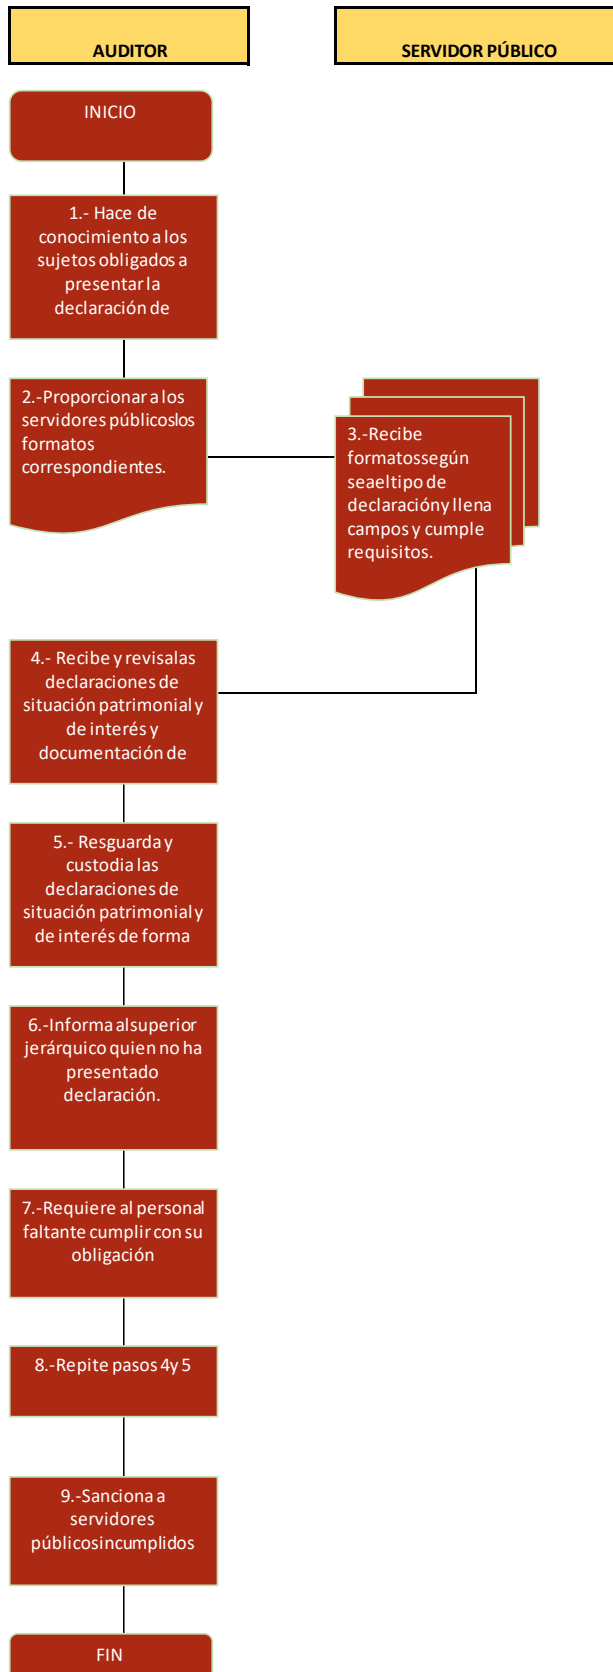 AUDITOR
SERVIDOR PÚBLICO
INICIO
1.- Hace de
conocimiento a los
sujetos obligados a
presentar la
declaración de
2.-Proporcionar a los
servidores públicoslos
formatos
correspondientes.
3.-Recibe
formatossegún
seaeltipo de
declaracióny llena
campos y cumple
requisitos.
4.- Recibe y revisalas
declaraciones de
situación patrimonial y
de interés y
documentación de
5.- Resguarda y
custodia las
declaraciones de
situación patrimonial y
de interés de forma
6.-Informa alsuperior
jerárquico quien no ha
presentado
declaración.
7.-Requiere al personal
faltante cumplir con su
obligación
8.-Repite pasos 4y 5
9.-Sanciona a
servidores
públicosincumplidos
FIN